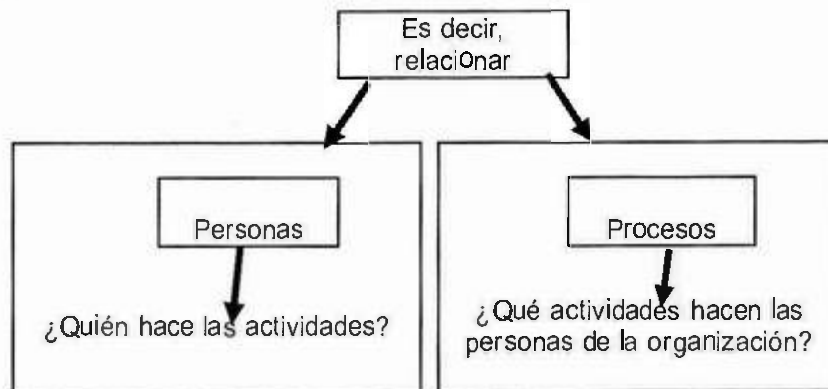 Es decir,
relacionar
Personas
¿Quién hace las actividades?
Procesos
¿Qué actividades hacen las
personas de la organización?